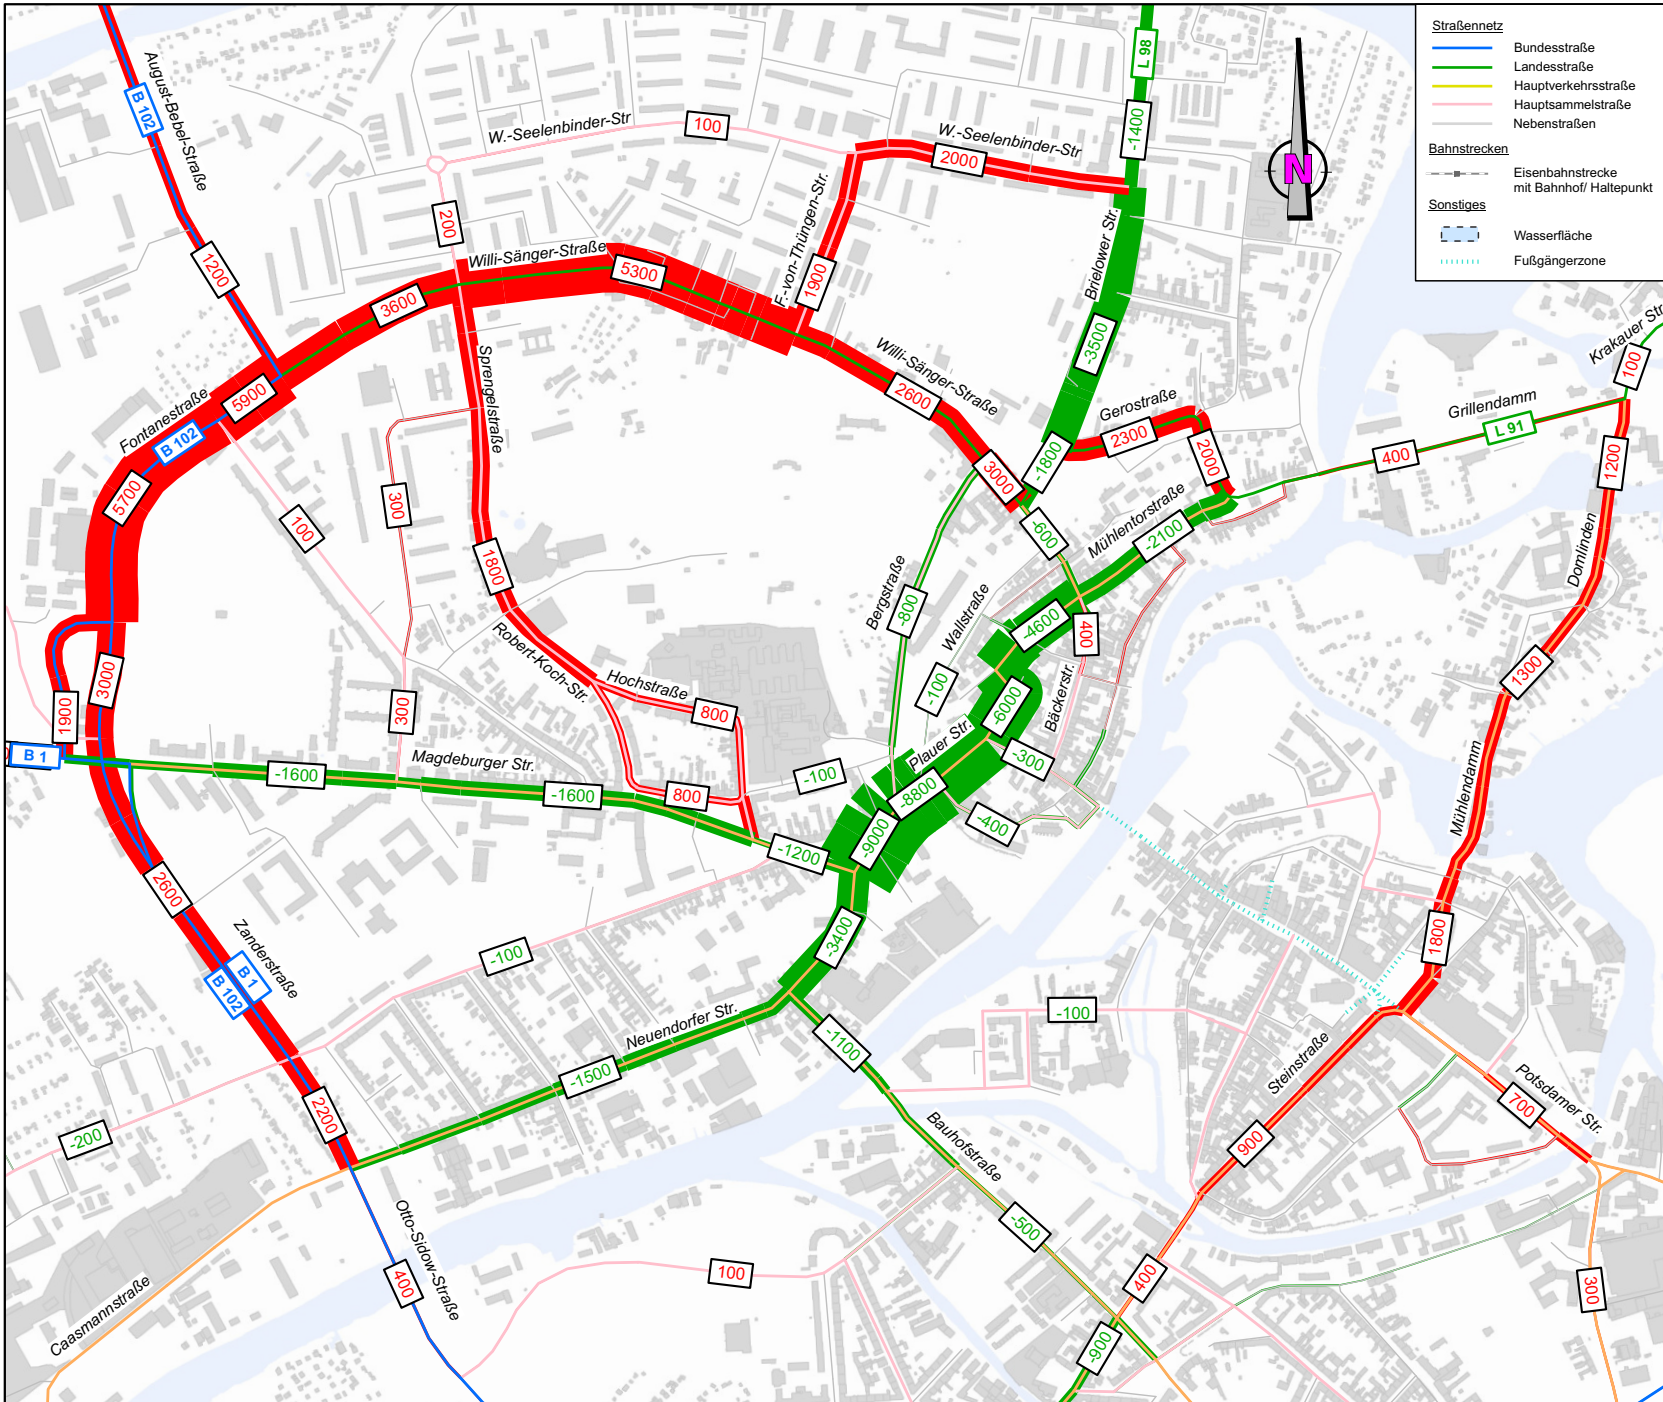 Straßennetz
Bundesstraße
Landesstraße
Hauptverkehrsstraße
Hauptsammelstraße
Nebenstraßen
Bahnstrecken
Eisenbahnstrecke
mit Bahnhof/ Haltepunkt
Sonstiges
Wasserfläche
Fußgängerzone
N
L 98
-1400
August-Bebel-Straße
B 102
W.-Seelenbinder-Str
100
W.-Seelenbinder-Str
2000
200
F.-von-Thüngen-Str.
1900
Brielower Str.
-3500
1200
Willi-Sänger-Straße
5300
3600
Willi-Sänger-Straße
2600
Krakauer Str
100
Sprengelstraße
Fontanestraße
5900
B 102
5700
Gerostraße
2300
2000
Grillendamm
L 91
400
1200
-1800
3000
300
100
-600
Mühlentorstraße
-2100
1800
Bergstraße
-800
Wallstraße
-4600
400
Domlinden
1300
Robert-Koch-Str.
Hochstraße
800
-100
-6000
Bäckerstr.
3000
1900
300
B 1
Magdeburger Str.
-1600
-1600
800
-100
Plauer Str.
-8800
-300
-400
Mühlendamm
-9000
-1200
2600
-3400
1800
Zanderstraße
B 1
B 102
-100
Neuendorfer Str.
-1500
-1100
-100
Steinstraße
900
Potsdamer Str.
700
2200
-200
Bauhofstraße
-500
Otto-Sidow-Straße
400
100
400
300
Caasmannstraße
-900